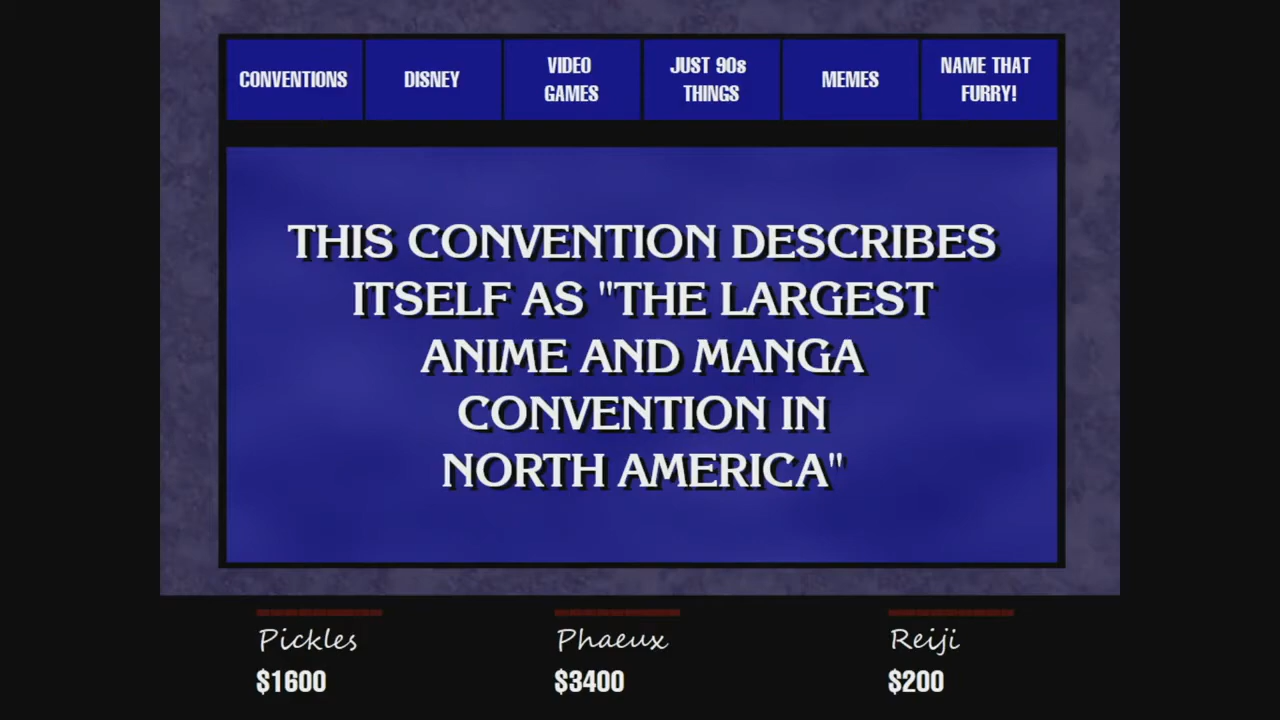 CONVENTIONS
DISNEY
VIDEO
GAMES
JUST 90s
THINGS
MEMES
NAME THAT
FURRY!
THIS CONVENTION DESCRIBES
ITSELF AS "THE LARGEST
ANIME AND MANGA
CONVENTION IN
NORTH AMERICA"
Pickles
$1600
Phaeux
$3400
Reiji
$200